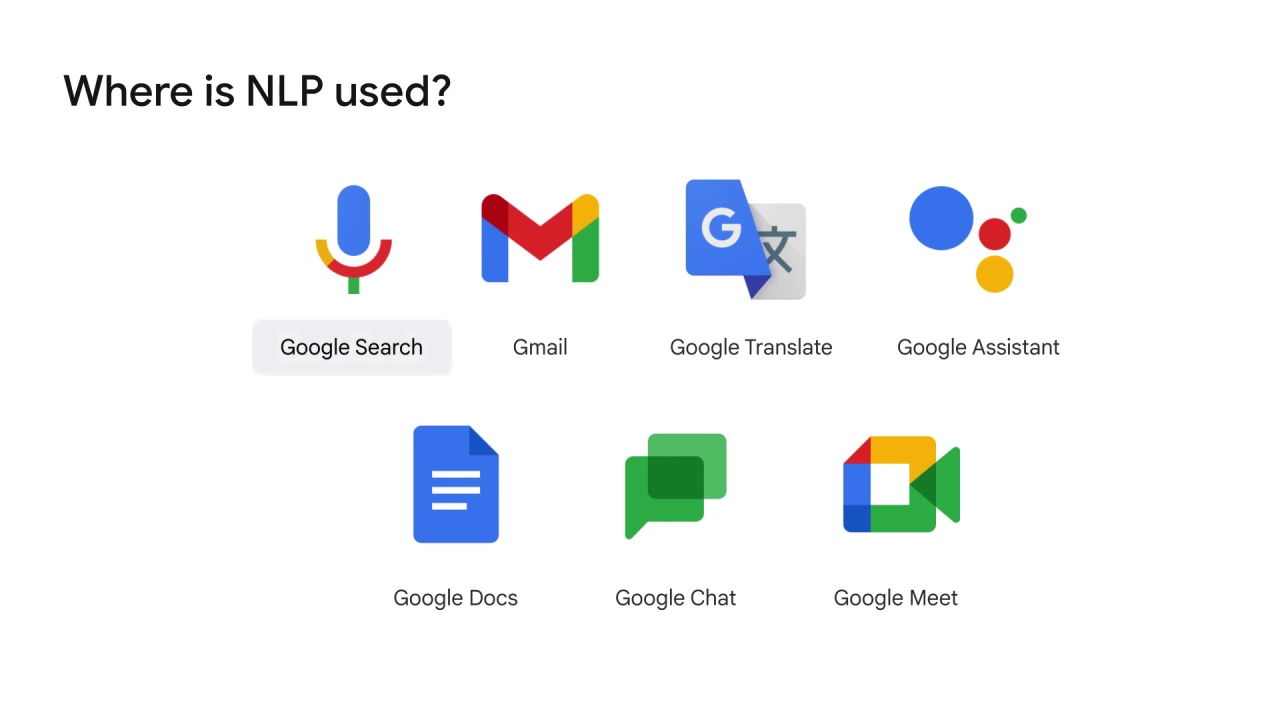 Where is NLP used?
G 文
Google Search
Gmail
Google Translate
Google Assistant
Google Docs
Google Chat
Google Meet